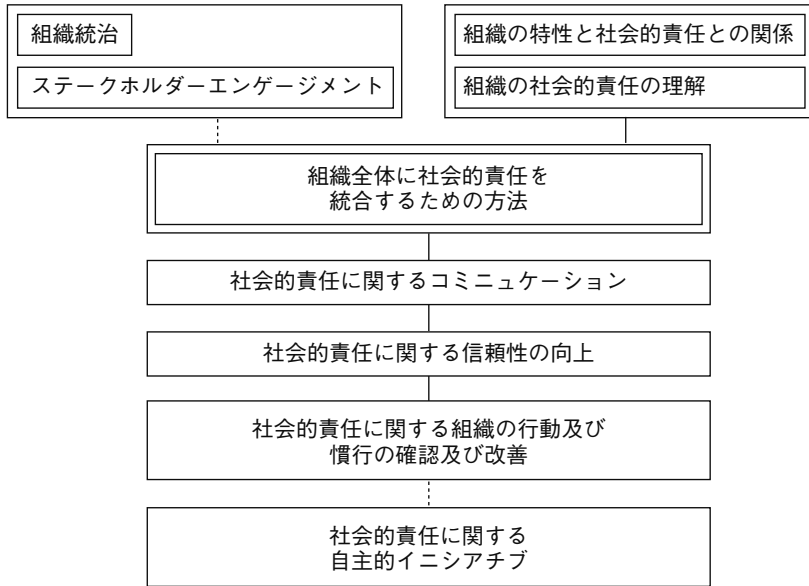 組織統治
ステークホルダーエンゲージメント
組織の特性と社会的責任との関係
組織の社会的責任の理解
組織全体に社会的責任を
統合するための方法
社会的責任に関するコミニュケーション
社会的責任に関する信頼性の向上
社会的責任に関する組織の行動及び
慣行の確認及び改善
社会的責任に関する
自主的イニシアチブ